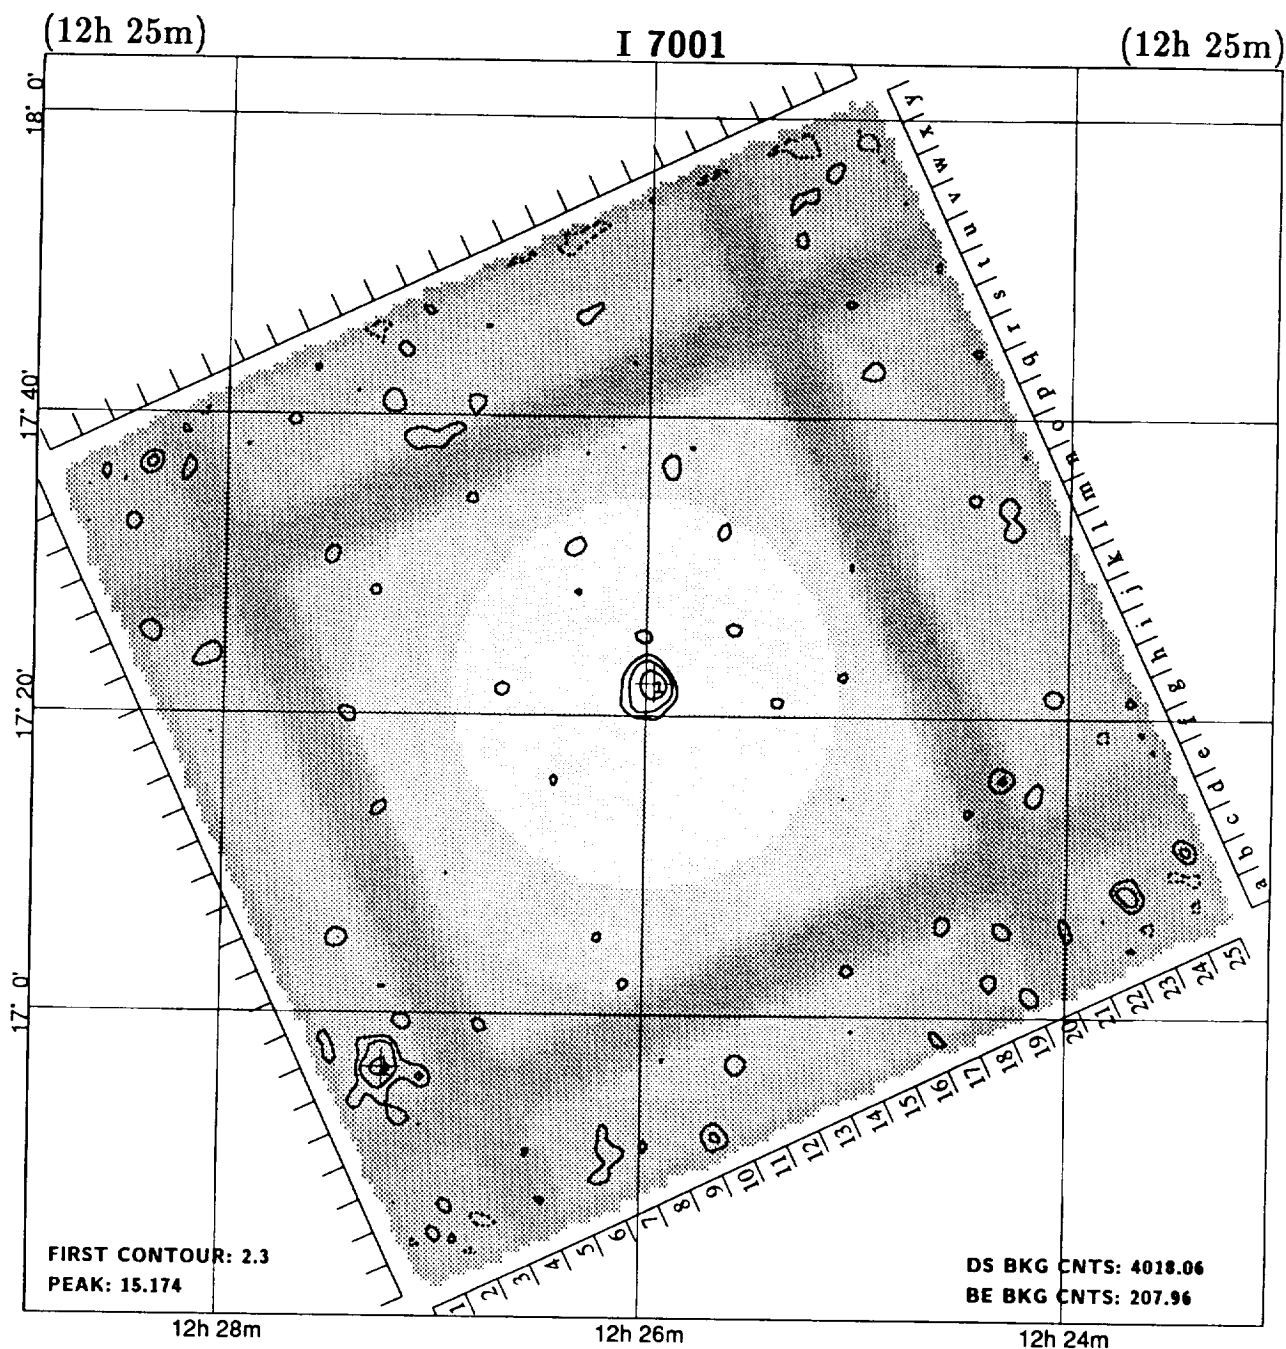 (12h 25m) I 7001 (12h 25m)
18° 0'
17° 40'
17° 20'
17° 0'
y
x
w
v
u
t
s
r
q
p
o
n
m
l
k
j
i
h
g
f
e
d
c
b
a
1 2 3 4 5 6 7 8 9 10 11 12 13 14 15 16 17 18 19 20 21 22 23 24 25
FIRST CONTOUR: 2.3
PEAK: 15.174
DS BKG CNTS: 4018.06
BE BKG CNTS: 207.96
12h 28m 12h 26m 12h 24m